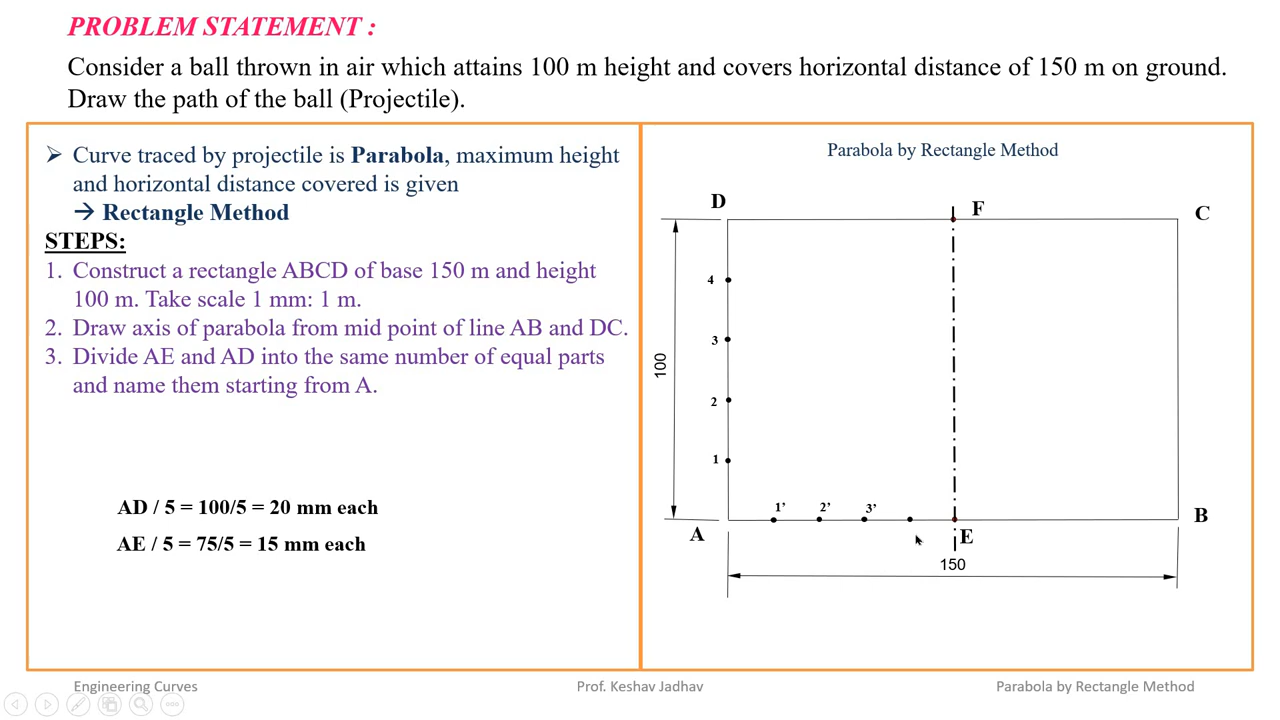 PROBLEM STATEMENT :
Consider a ball thrown in air which attains 100 m height and covers horizontal distance of 150 m on ground.
Draw the path of the ball (Projectile).
➢ Curve traced by projectile is Parabola, maximum height
and horizontal distance covered is given
→ Rectangle Method
STEPS:
1. Construct a rectangle ABCD of base 150 m and height
100 m. Take scale 1 mm: 1 m.
2. Draw axis of parabola from mid point of line AB and DC.
3. Divide AE and AD into the same number of equal parts
and name them starting from A.
AD / 5 = 100/5 = 20 mm each
AE / 5 = 75/5 = 15 mm each
Parabola by Rectangle Method
D
F
C
4
3
100
2
1
1’ 2’ 3’
A
E
B
150
Engineering Curves
Prof. Keshav Jadhav
Parabola by Rectangle Method